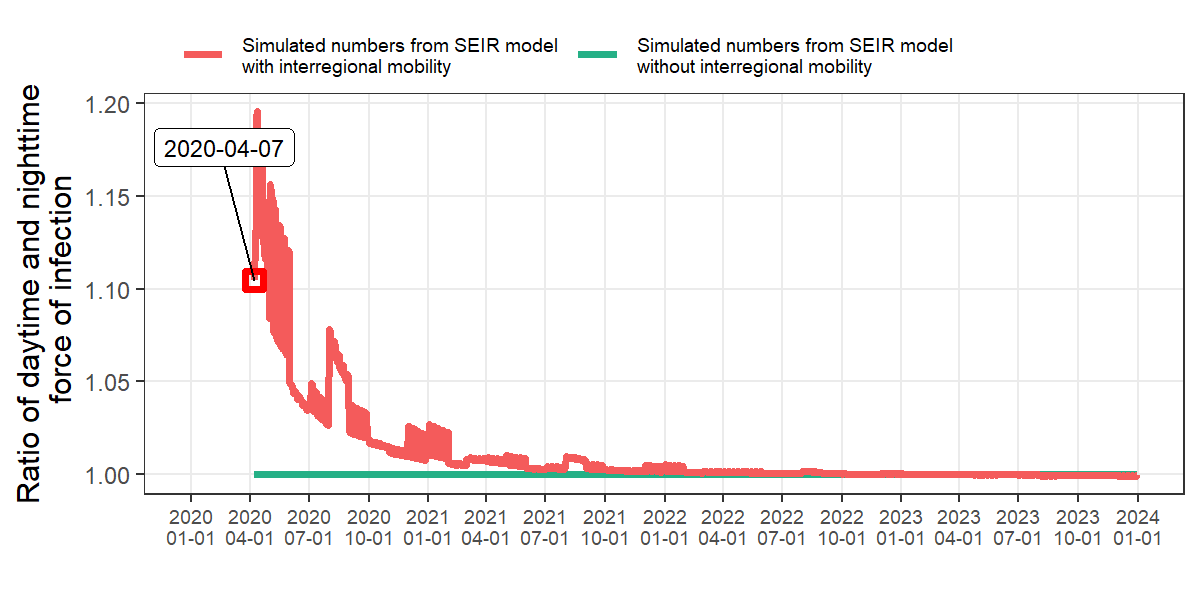 Simulated numbers from SEIR model
with interregional mobility
Simulated numbers from SEIR model
without interregional mobility
Ratio of daytime and nighttime
force of infection
1.20
1.15
1.10
1.05
1.00
2020-04-07
2020 2020 2020 2020 2021 2021 2021 2021 2022 2022 2022 2022 2023 2023 2023 2023 2024
01-01 04-01 07-01 10-01 01-01 04-01 07-01 10-01 01-01 04-01 07-01 10-01 01-01 04-01 07-01 10-01 01-01